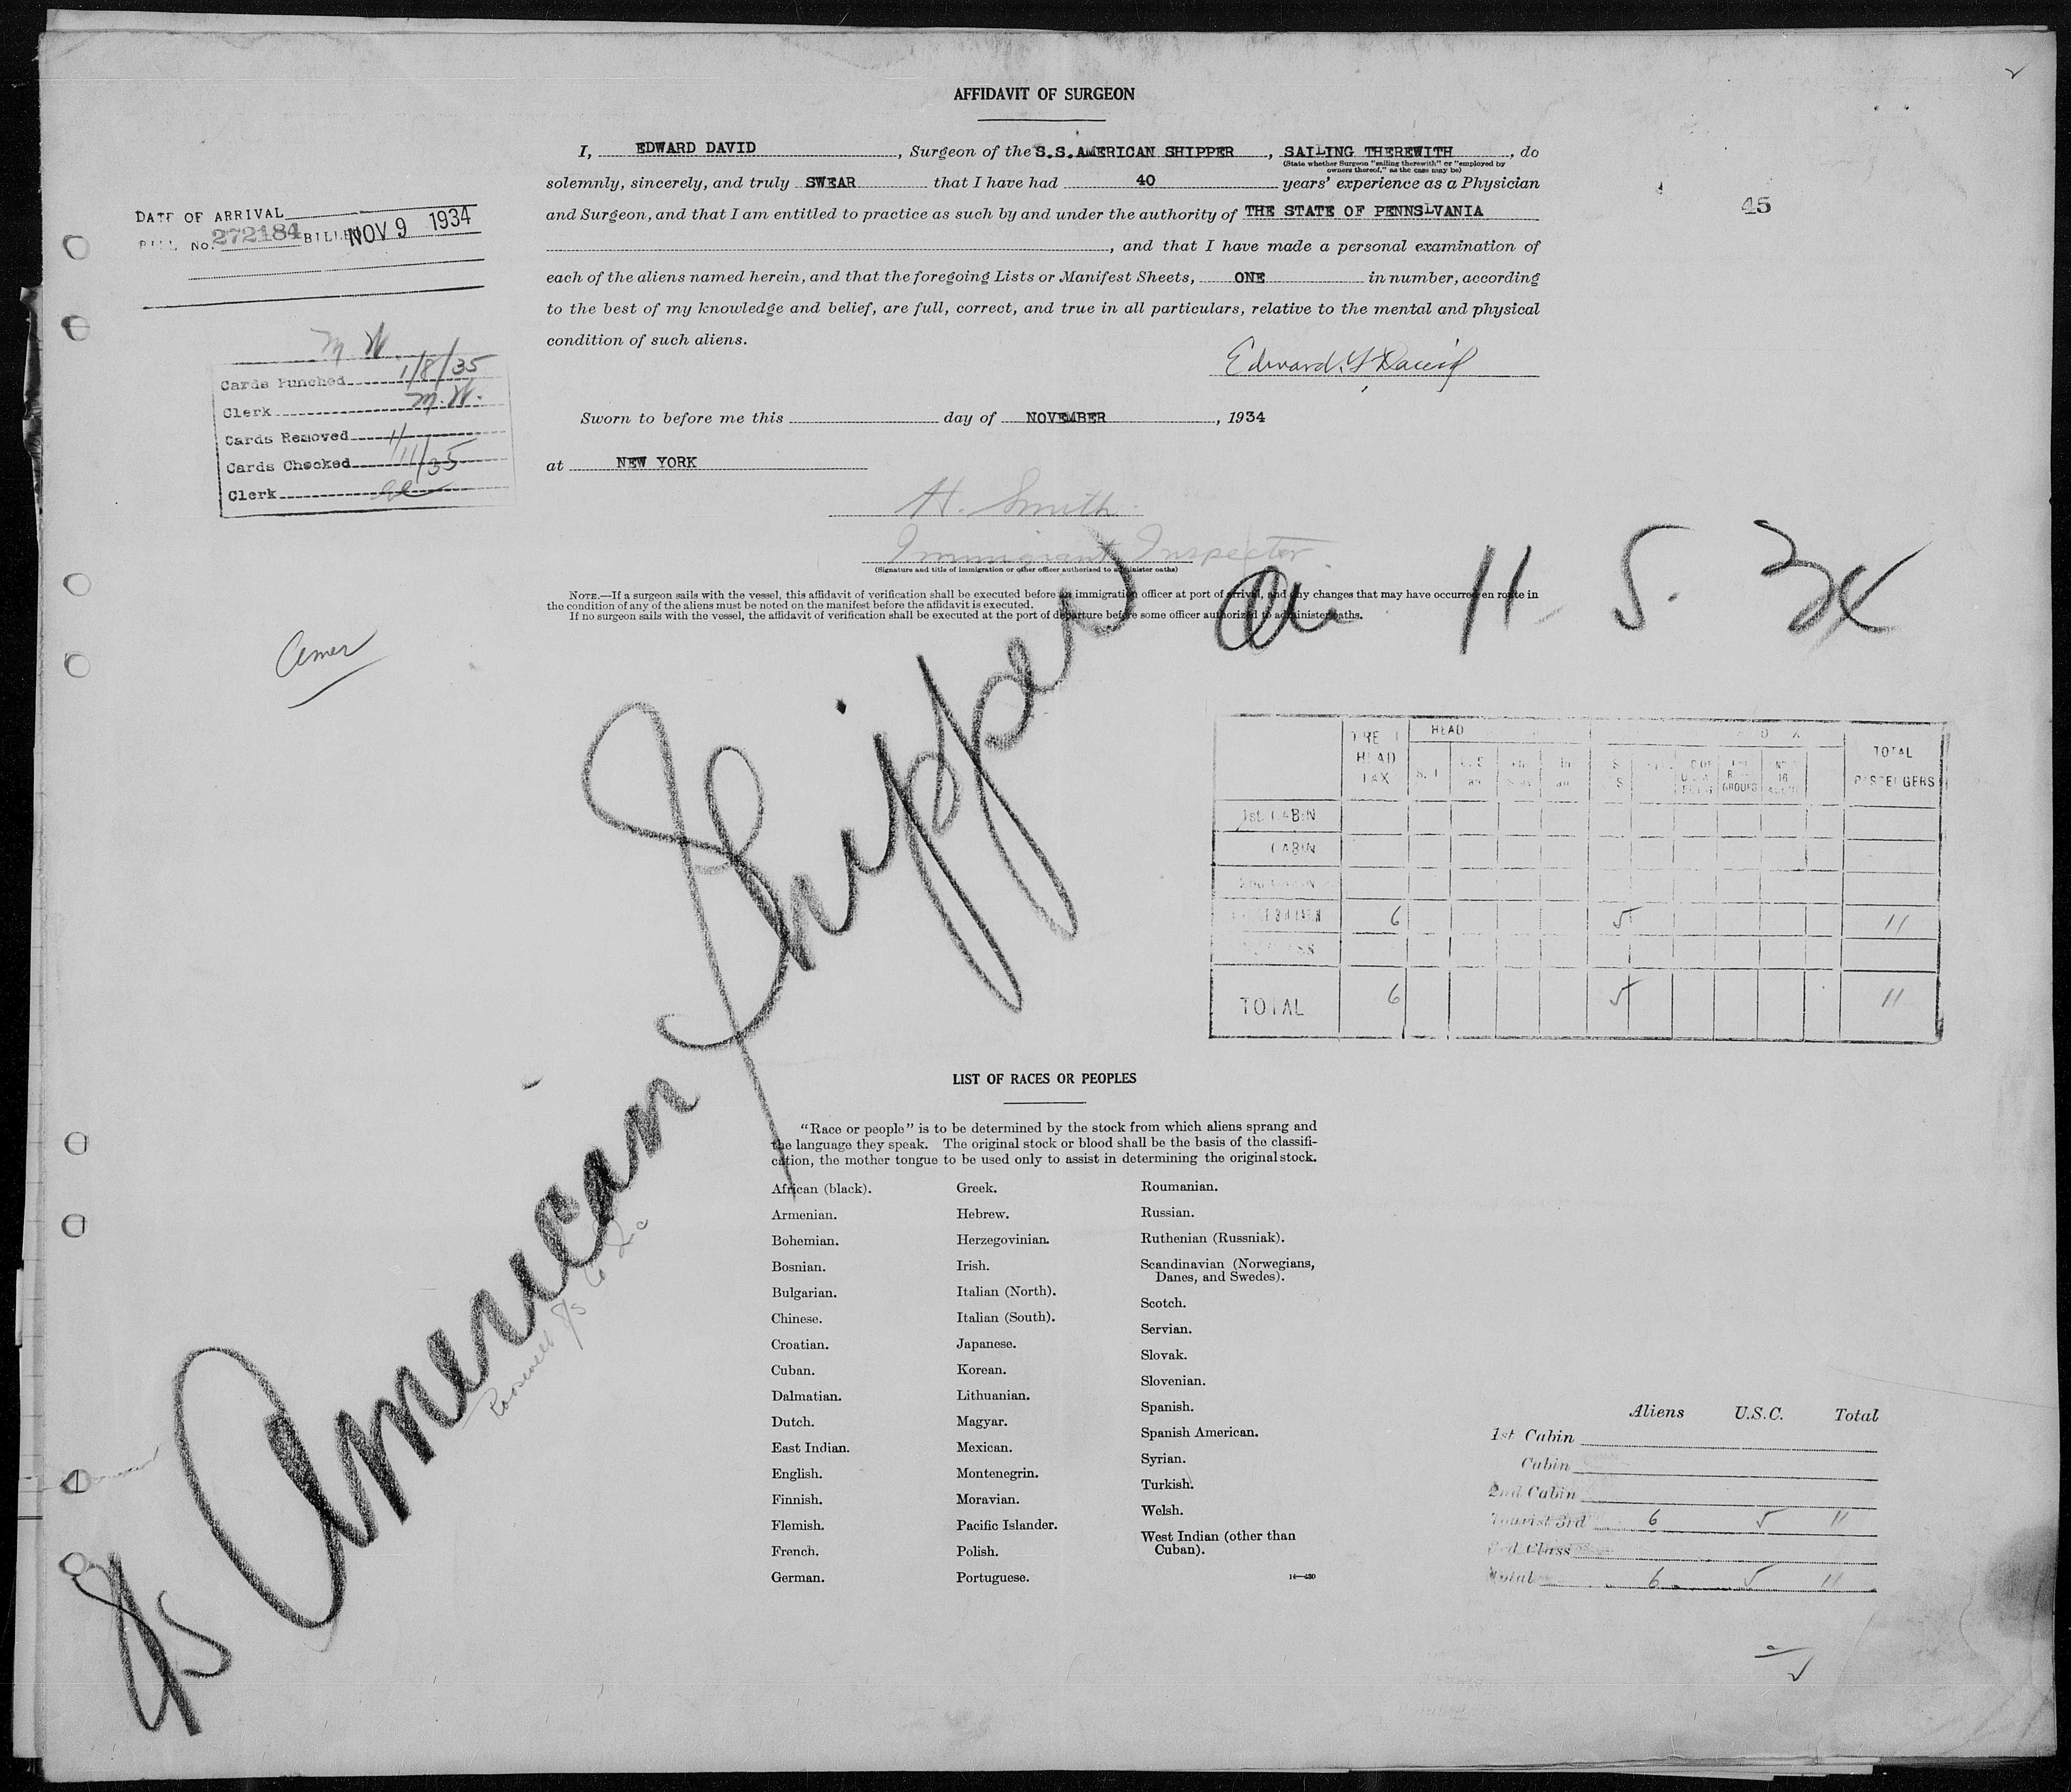 AFFIDAVIT OF SURGEON
I, EDWARD DAVID, Surgeon of the S.S. AMERICAN SHIPPER, SAILING THEREWITH, do
(State whether Surgeon "sailing therewith" or "employed by
owners thereof," as the case may be)
solemnly, sincerely, and truly SWEAR that I have had 40 years' experience as a Physician
and Surgeon, and that I am entitled to practice as such by and under the authority of THE STATE OF PENNSLVANIA
, and that I have made a personal examination of
each of the aliens named herein, and that the foregoing Lists or Manifest Sheets, ONE in number, according
to the best of my knowledge and belief, are full, correct, and true in all particulars, relative to the mental and physical
condition of such aliens.
Edward David
Sworn to before me this day of NOVEMBER, 1934
at NEW YORK
H. Smith
Immigrant Inspector
(Signature and title of immigration or other officer authorized to administer oaths)
NOTE.—If a surgeon sails with the vessel, this affidavit of verification shall be executed before an immigration officer at port of arrival, and any changes that may have occurred en route in
the condition of any of the aliens must be noted on the manifest before the affidavit is executed.
If no surgeon sails with the vessel, the affidavit of verification shall be executed at the port of departure before some officer authorized to administer oaths.
45
DATE OF ARRIVAL
BILL No. 272184 BILLED NOV 9 1934
M. W.
Cards Punched 1/8/35
Clerk M.W.
Cards Removed
Cards Checked 1/11/35
Clerk
Amer
S/S American Shipper
11 5. 34
DIRECT HEAD TAX
HEAD
TOTAL PASSENGERS
GROUPS
1st. CABIN
CABIN
2nd CABIN
6 5 11
TOTAL 6 5 11
LIST OF RACES OR PEOPLES
"Race or people" is to be determined by the stock from which aliens sprang and
the language they speak. The original stock or blood shall be the basis of the classifi-
cation, the mother tongue to be used only to assist in determining the original stock.
African (black).
Armenian.
Bohemian.
Bosnian.
Bulgarian.
Chinese.
Croatian.
Cuban.
Dalmatian.
Dutch.
East Indian.
English.
Finnish.
Flemish.
French.
German.
Greek.
Hebrew.
Herzegovinian.
Irish.
Italian (North).
Italian (South).
Japanese.
Korean.
Lithuanian.
Magyar.
Mexican.
Montenegrin.
Moravian.
Pacific Islander.
Polish.
Portuguese.
Roumanian.
Russian.
Ruthenian (Russniak).
Scandinavian (Norwegians,
Danes, and Swedes).
Scotch.
Servian.
Slovak.
Slovenian.
Spanish.
Spanish American.
Syrian.
Turkish.
Welsh.
West Indian (other than
Cuban).
14—430
Aliens U.S.C. Total
1st Cabin
Cabin
2nd Cabin
Tourist 3rd 6 5 11
3rd Class
Total 6 5 11